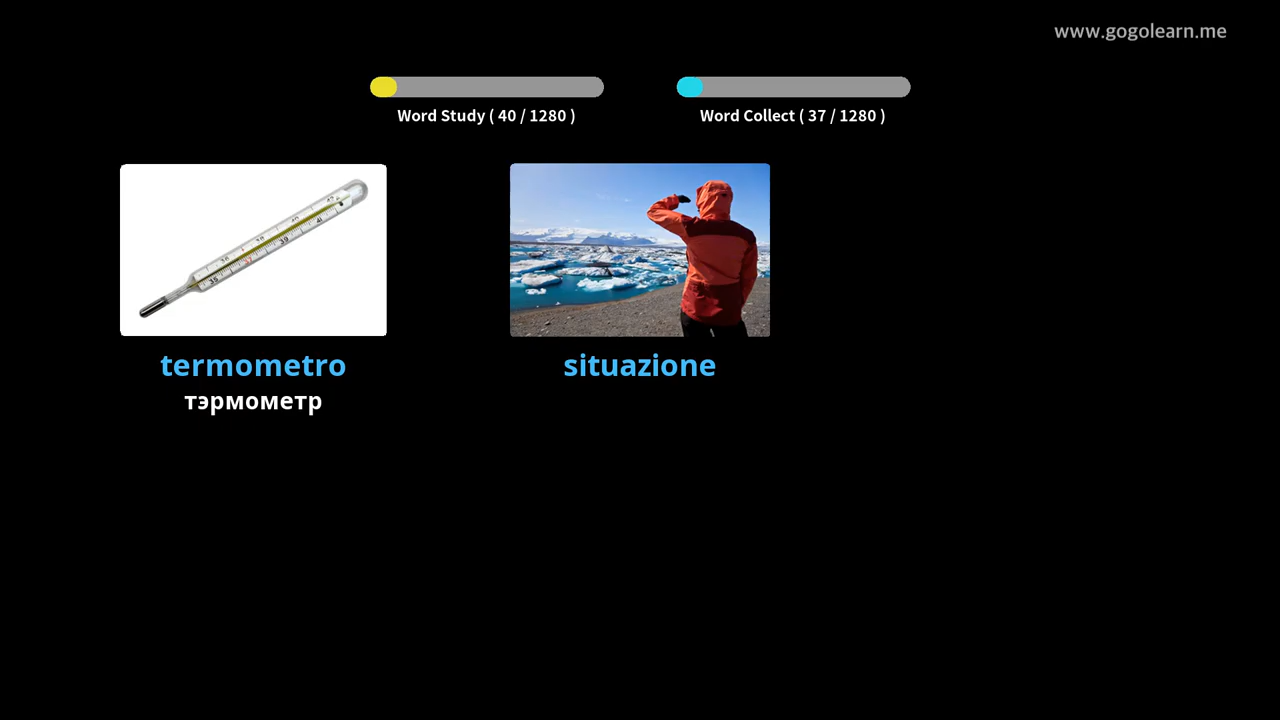 www.gogolearn.me
Word Study ( 40 / 1280 )
Word Collect ( 37 / 1280 )
termometro
тэрмометр
situazione